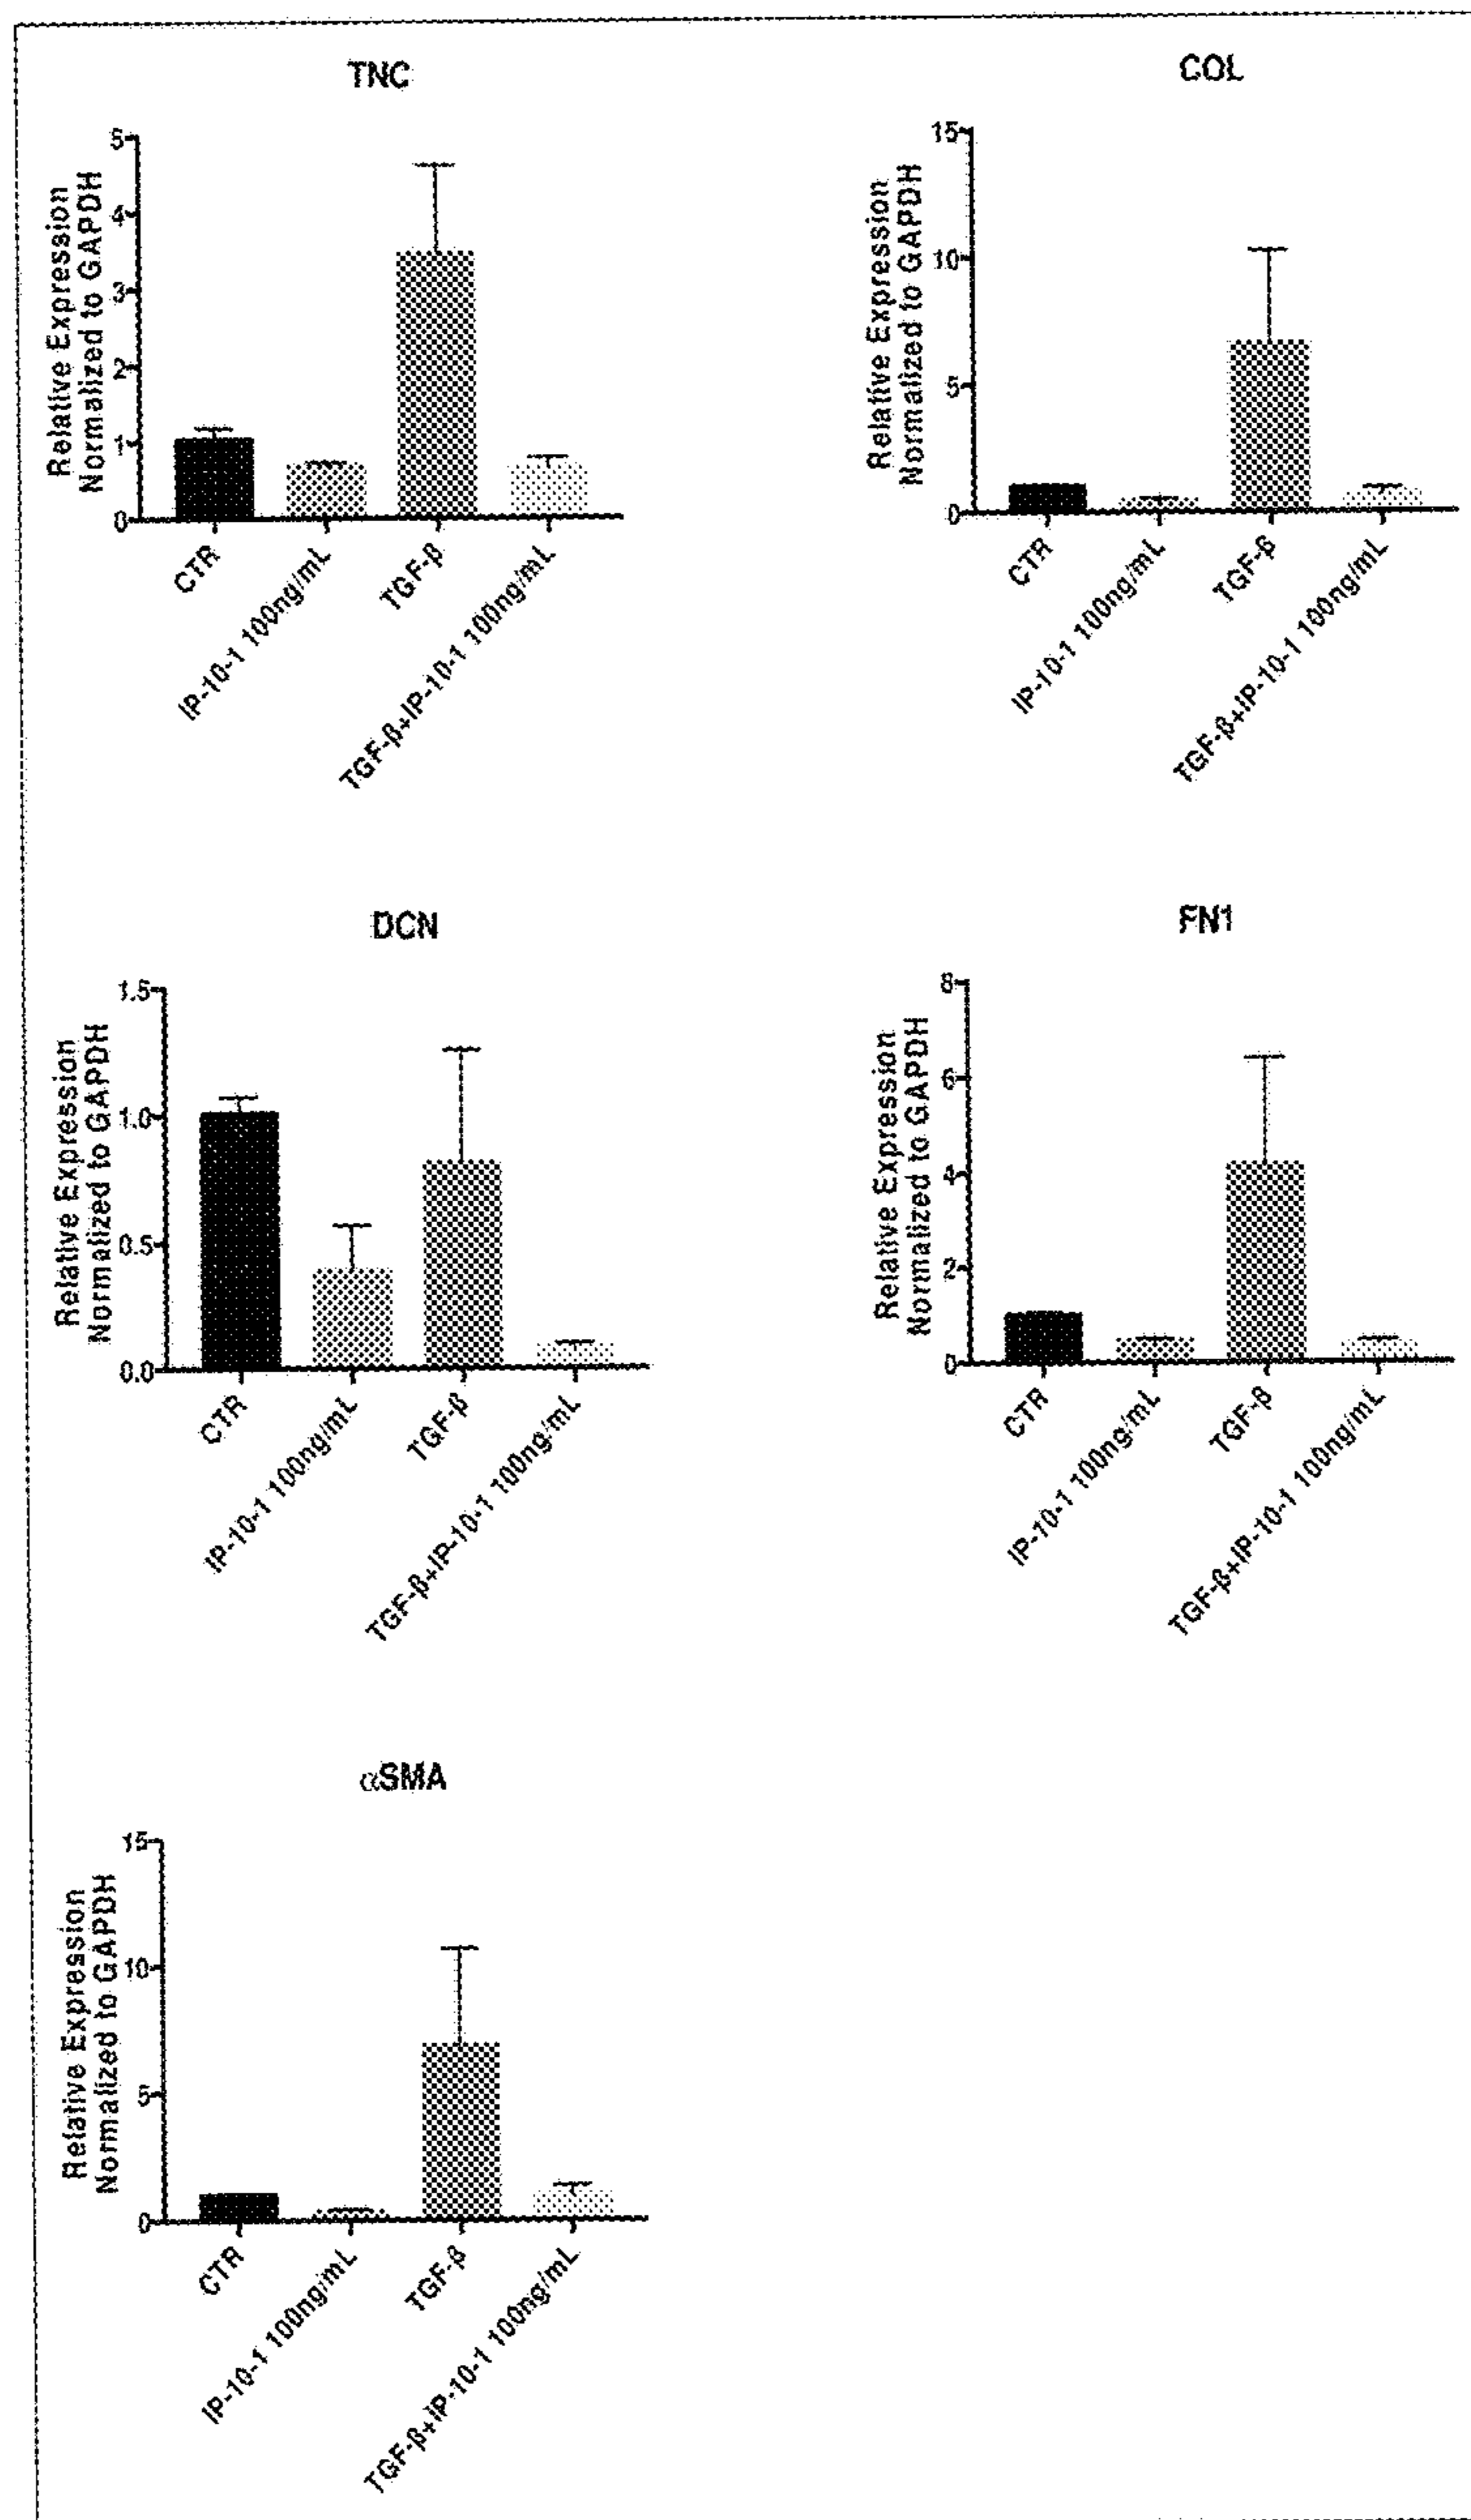 TNC
Relative Expression
Normalized to GAPDH
5
4
3
2
1
0
CTR
IP-10-1 100ng/mL
TGF-β
TGF-β+IP-10-1 100ng/mL
COL
Relative Expression
Normalized to GAPDH
15
10
5
0
CTR
IP-10-1 100ng/mL
TGF-β
TGF-β+IP-10-1 100ng/mL
DCN
Relative Expression
Normalized to GAPDH
1.5
1.0
0.5
0.0
CTR
IP-10-1 100ng/mL
TGF-β
TGF-β+IP-10-1 100ng/mL
FN1
Relative Expression
Normalized to GAPDH
8
6
4
2
0
CTR
IP-10-1 100ng/mL
TGF-β
TGF-β+IP-10-1 100ng/mL
αSMA
Relative Expression
Normalized to GAPDH
15
10
5
0
CTR
IP-10-1 100ng/mL
TGF-β
TGF-β+IP-10-1 100ng/mL